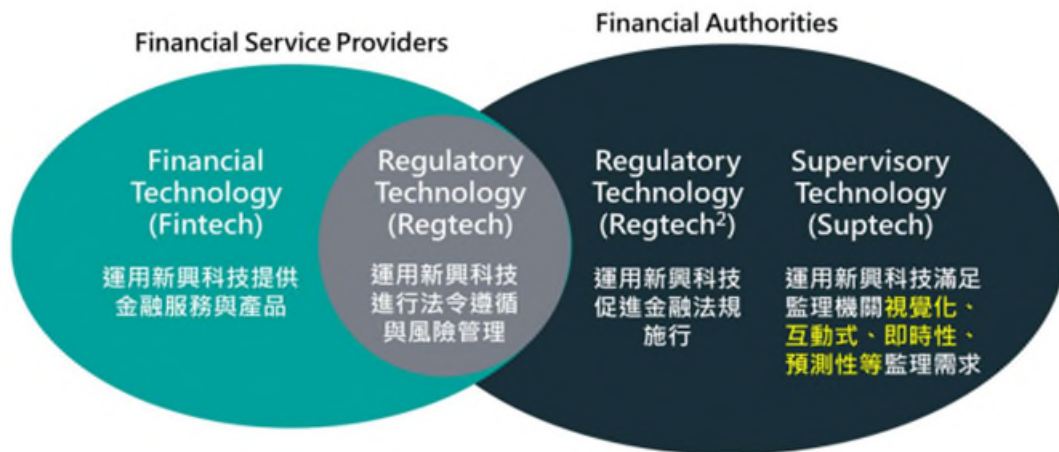 Financial Service Providers
Financial Authorities
Financial
Technology
(Fintech)
運用新興科技提供
金融服務與產品
Regulatory
Technology
(Regtech)
運用新興科技
進行法令遵循
與風險管理
Regulatory
Technology
(Regtech²)
運用新興科技
促進金融法規
施行
Supervisory
Technology
(Suptech)
運用新興科技滿足
監理機關視覺化、
互動式、即時性、
預測性等監理需求